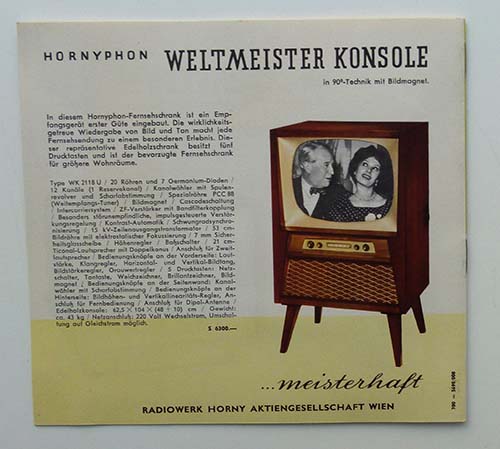 HORNYPHON WELTMEISTER KONSOLE
in 90°-Technik mit Bildmagnet.
In diesem Hornyphon-Fernsehschrank ist ein Emp-
fangsgerät erster Güte eingebaut. Die wirklichkeits-
getreue Wiedergabe von Bild und Ton macht jede
Fernsehsendung zu einem besonderen Erlebnis. Die-
ser repräsentative Edelholzschrank besitzt fünf
Drucktasten und ist der bevorzugte Fernsehschrank
für größere Wohnräume.
Type WK 2118 U / 20 Röhren und 7 Germanium-Dioden /
12 Kanäle (1 Reservekanal) / Kanalwähler mit Spulen-
revolver und Scharfabstimmung / Spezialröhre PCC 88
(Weitempfangs-Tuner) / Bildmagnet / Cascodeschaltung
/ Intercarriersystem / ZF-Verstärker mit Bandfilterkopplung
/ Besonders störunempfindliche, impulsgesteuerte Verstär-
kungsregelung / Kontrast-Automatik / Schwungradsynchro-
nisierung / 15 kV-Zeilenausgangstransformator / 53 cm-
Bildröhre mit elektrostatischer Fokussierung / 7 mm Sicher-
heitsglasscheibe / Höhenregler / Baßschalter / 21 cm-
Ticonal-Lautsprecher mit Doppelkonus / Anschluß für Zweit-
lautsprecher / Bedienungsknöpfe an der Vorderseite: Laut-
stärke, Klangregler, Horizontal- und Vertikal-Bildfang,
Bildstärkeregler, Grauwertregler / 5 Drucktasten: Netz-
schalter, Tontaste, Weichzeichner, Brillantzeichner, Bild-
magnet / Bedienungsknöpfe an der Seitenwand: Kanal-
wähler mit Scharfabstimmung / Bedienungsknöpfe an der
Hinterseite: Bildhöhen- und Vertikallinearitäts-Regler, An-
schluß für Fernbedienung / Anschluß für Dipol-Antenne /
Edelholzkonsole: 62,5 × 104 × (48 + 10) cm / Gewicht:
ca. 43 kg / Netzanschluß: 220 Volt Wechselstrom, Umschal-
tung auf Gleichstrom möglich.
S 6300.—
...meisterhaft
RADIOWERK HORNY AKTIENGESELLSCHAFT WIEN